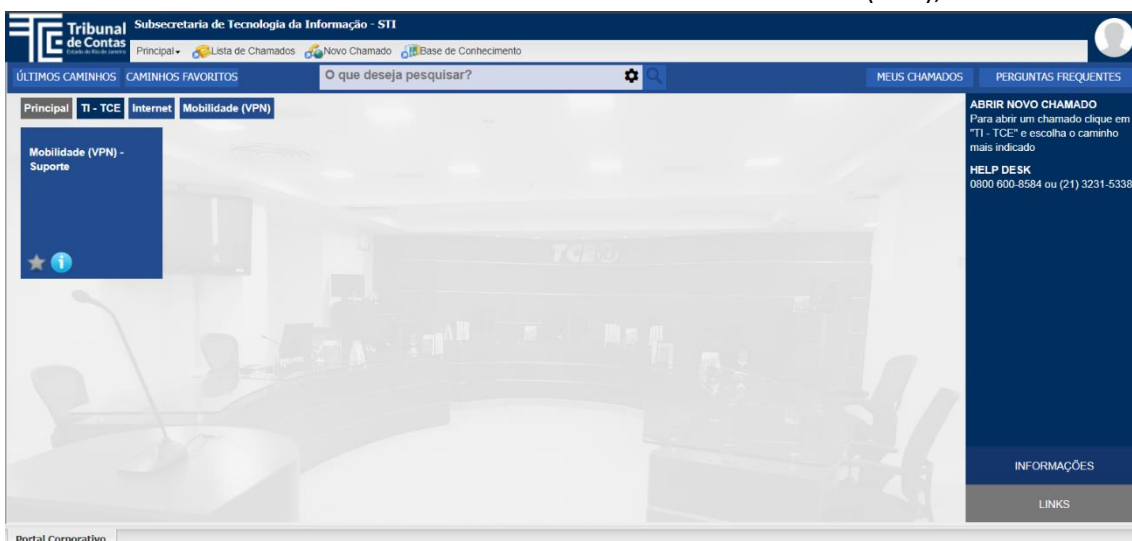 Tribunal
de Contas
Subsecretaria de Tecnologia da Informação - STI
Principal
Lista de Chamados
Novo Chamado
Base de Conhecimento
ÚLTIMOS CAMINHOS
CAMINHOS FAVORITOS
O que deseja pesquisar?
MEUS CHAMADOS
PERGUNTAS FREQUENTES
Principal
TI - TCE
Internet
Mobilidade (VPN)
Mobilidade (VPN) -
Suporte
ABRIR NOVO CHAMADO
Para abrir um chamado clique em
"TI - TCE" e escolha o caminho
mais indicado
HELP DESK
0800 600-8584 ou (21) 3231-5338
INFORMAÇÕES
LINKS
Portal Corporativo